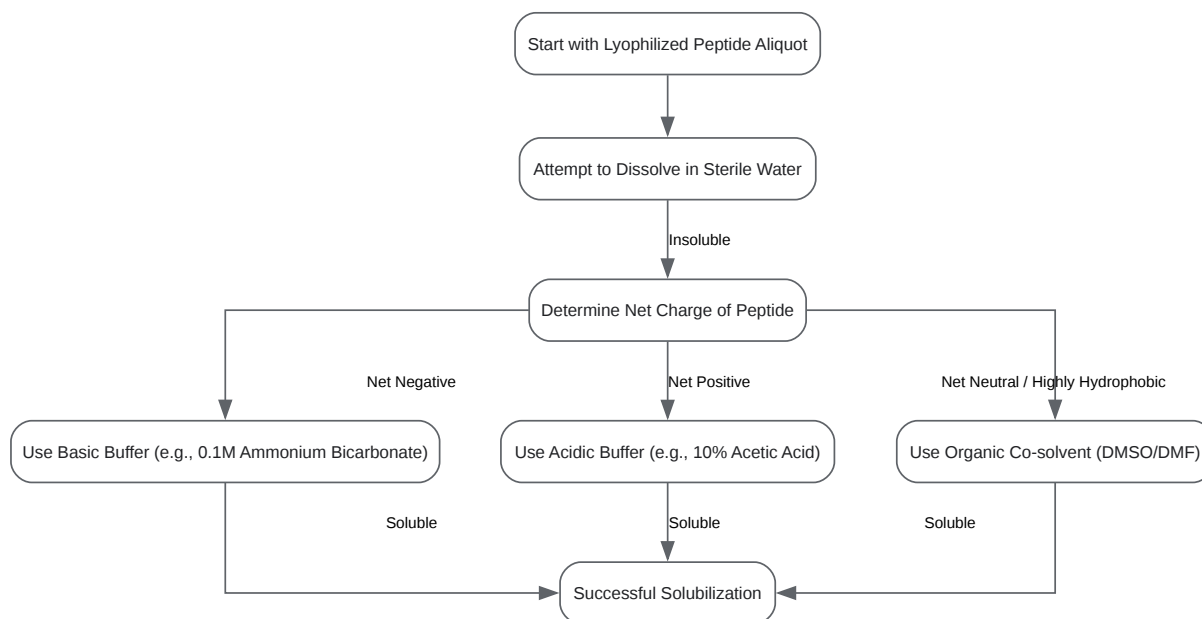 Start with Lyophilized Peptide Aliquot
Attempt to Dissolve in Sterile Water
Insoluble
Determine Net Charge of Peptide
Net Negative
Net Positive
Net Neutral / Highly Hydrophobic
Use Basic Buffer (e.g., 0.1M Ammonium Bicarbonate)
Use Acidic Buffer (e.g., 10% Acetic Acid)
Use Organic Co-solvent (DMSO/DMF)
Soluble
Soluble
Soluble
Successful Solubilization